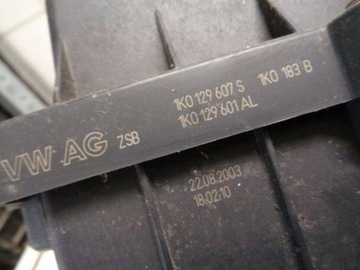 1K0 129 607 S 1K0 183 B
VW AG ZSB 1K0 129 601 AL
22.08.2003
18:02:10